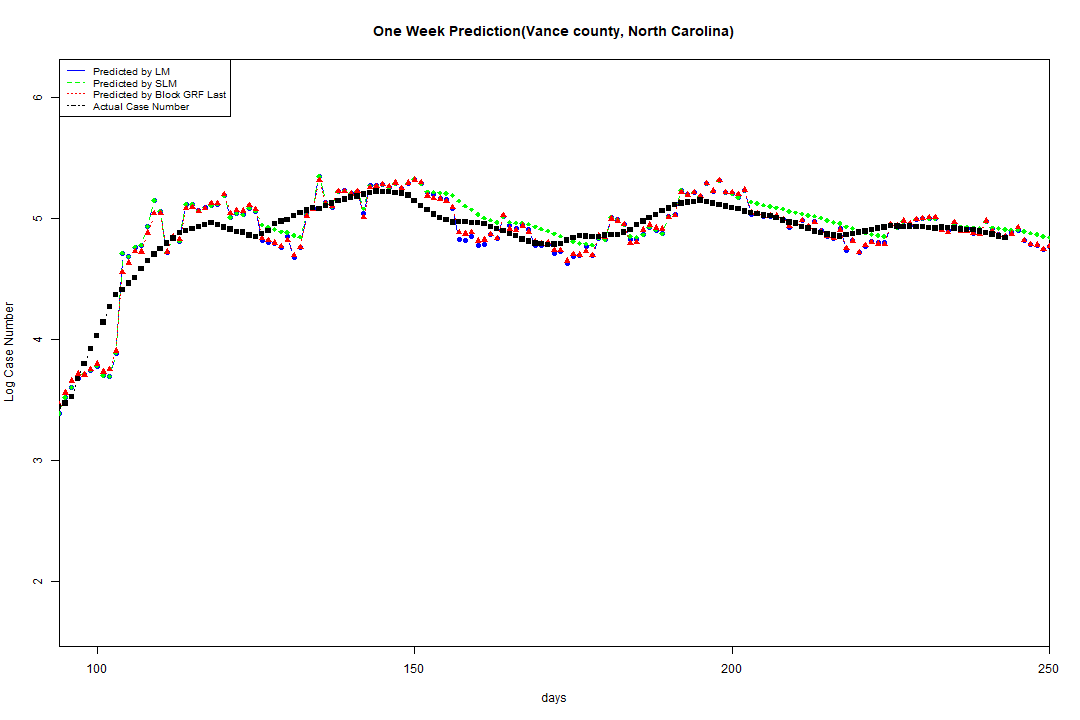 One Week Prediction(Vance county, North Carolina)
Predicted by LM
Predicted by SLM
Predicted by Block GRF Last
Actual Case Number
6
5
4
3
2
Log Case Number
100 150 200 250
days